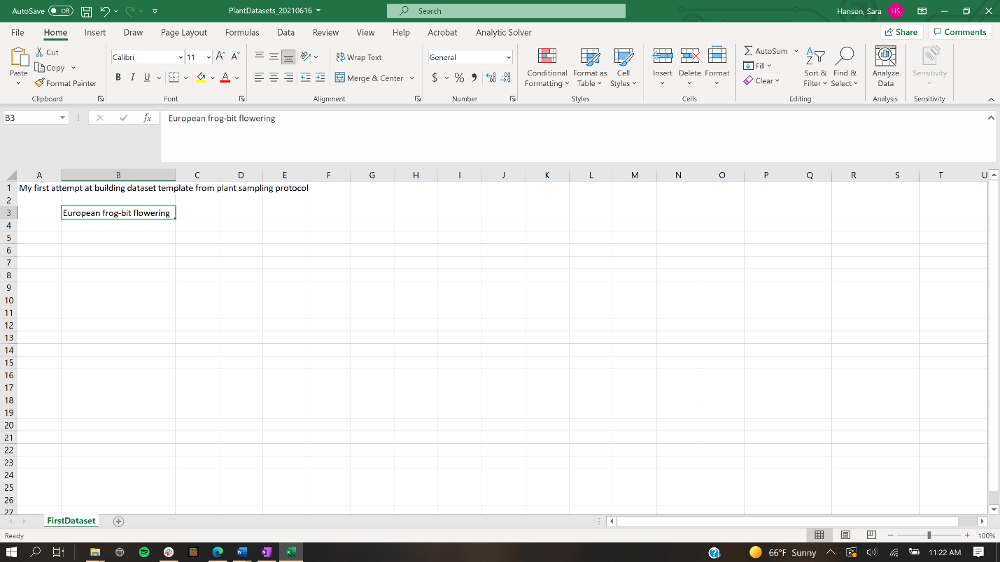 AutoSave Off PlantDatasets_20210616 Search Hansen, Sara HS
File Home Insert Draw Page Layout Formulas Data Review View Help Acrobat Analytic Solver Share Comments
Cut
Copy
Format Painter
Paste
Clipboard
Calibri 11
B I U A
Font
Wrap Text
Merge & Center
Alignment
General
$ % , .00
Number
Conditional Formatting
Format as Table
Cell Styles
Styles
Insert Delete Format
Cells
AutoSum
Fill
Clear
Sort & Filter
Find & Select
Editing
Analyze Data
Analysis
Sensitivity
Sensitivity
B3 fx European frog-bit flowering
A B C D E F G H I J K L M N O P Q R S T U
1 My first attempt at building dataset template from plant sampling protocol
2
3 European frog-bit flowering
4
5
6
7
8
9
10
11
12
13
14
15
16
17
18
19
20
21
22
23
24
25
26
27
FirstDataset
Ready 100%
66°F Sunny 11:22 AM